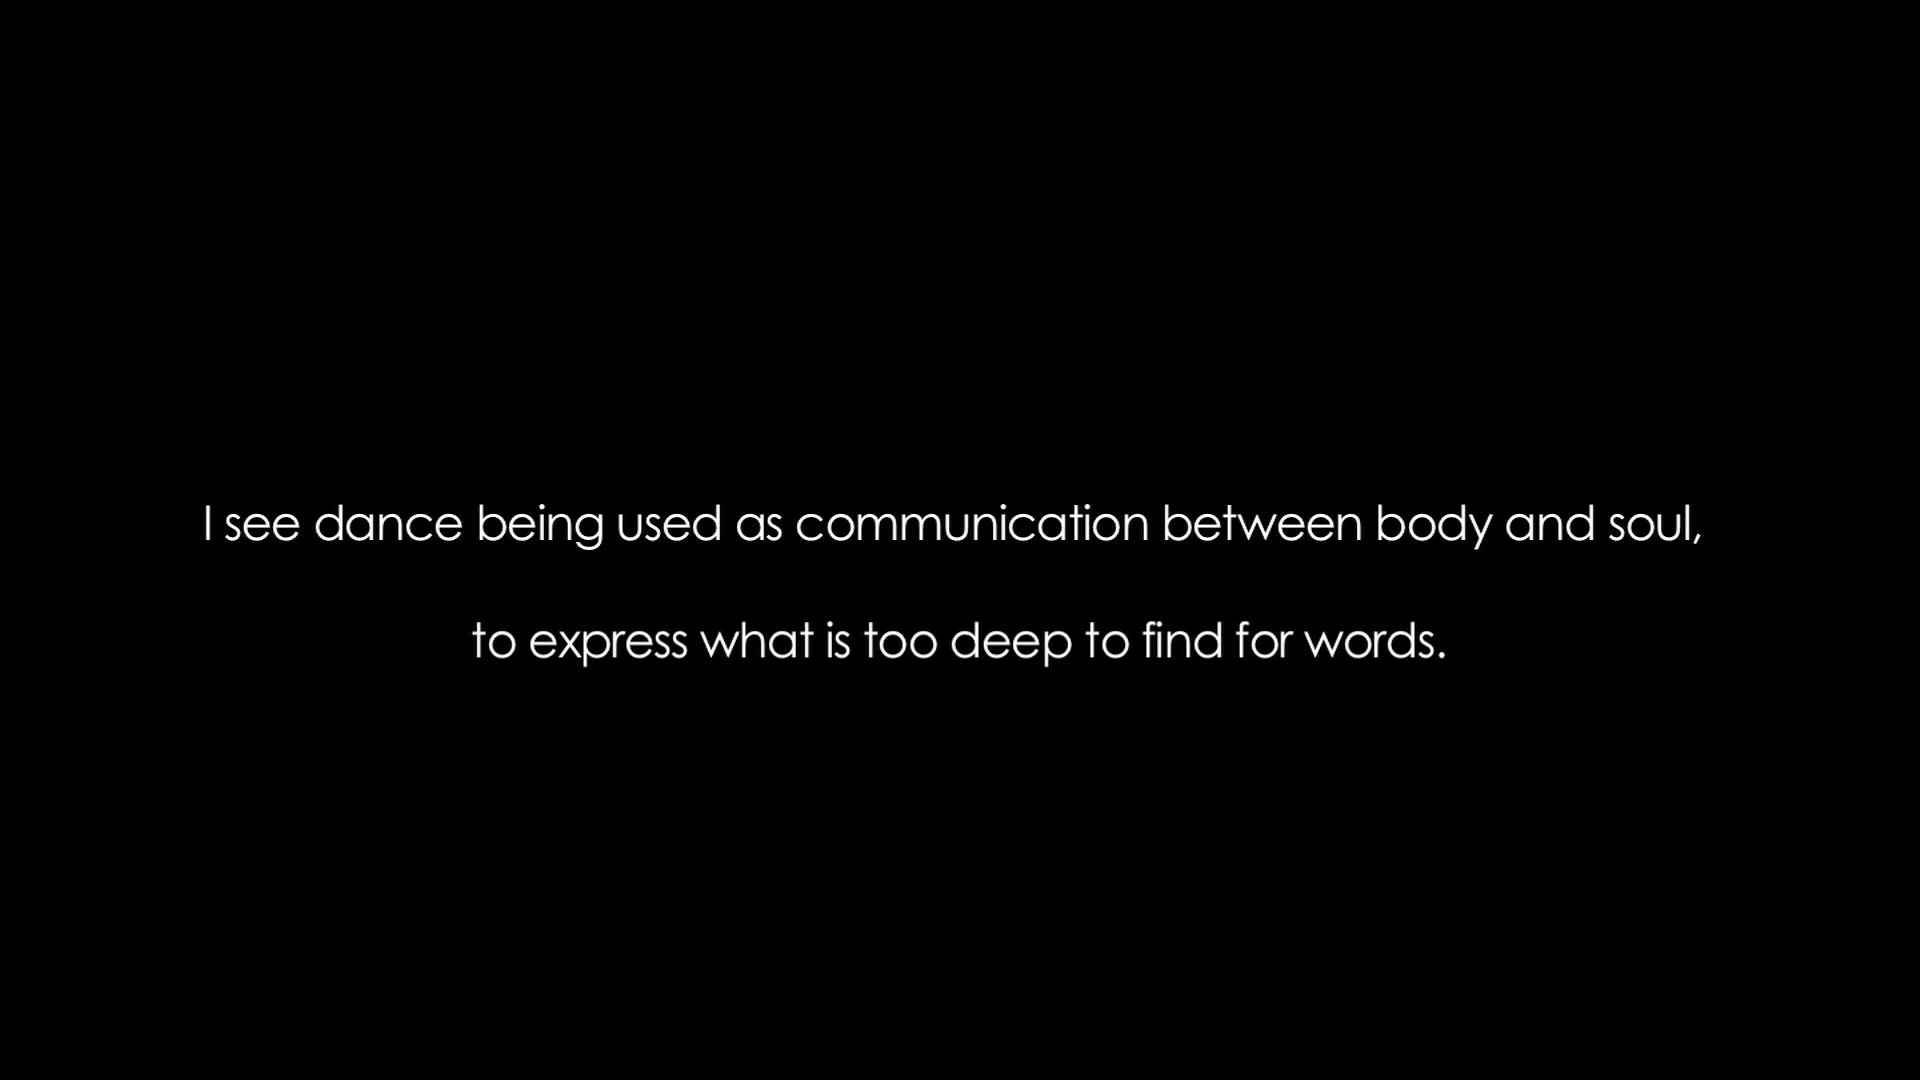 I see dance being used as communication between body and soul,
to express what is too deep to find for words.